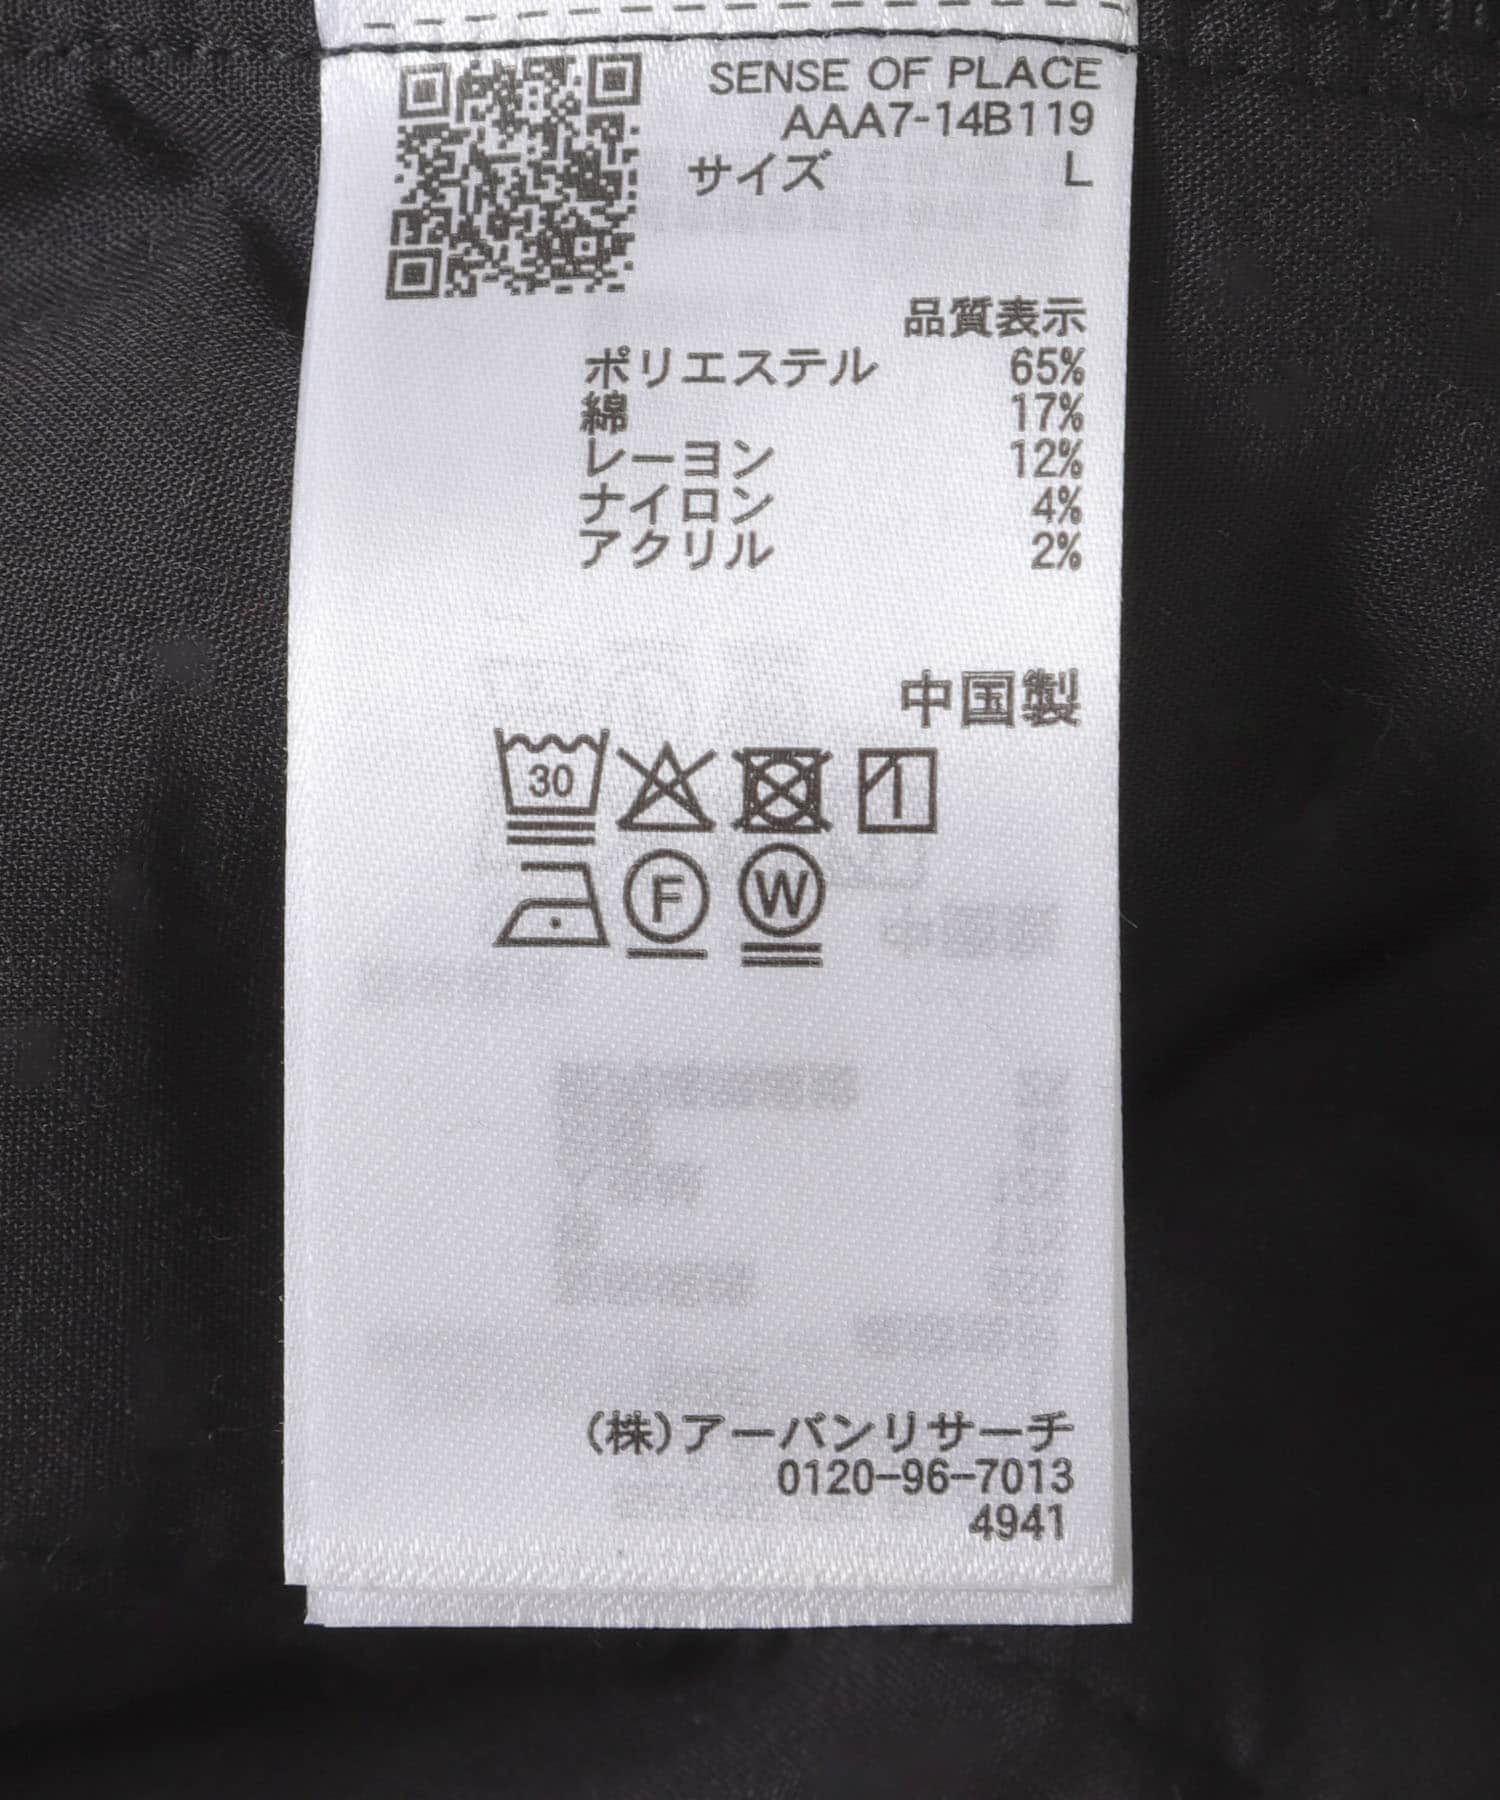 SENSE OF PLACE
AAA7-14B119
サイズ L
品質表示
ポリエステル 65%
綿 17%
レーヨン 12%
ナイロン 4%
アクリル 2%
中国製
30
F W
(株)アーバンリサーチ
0120-96-7013
4941